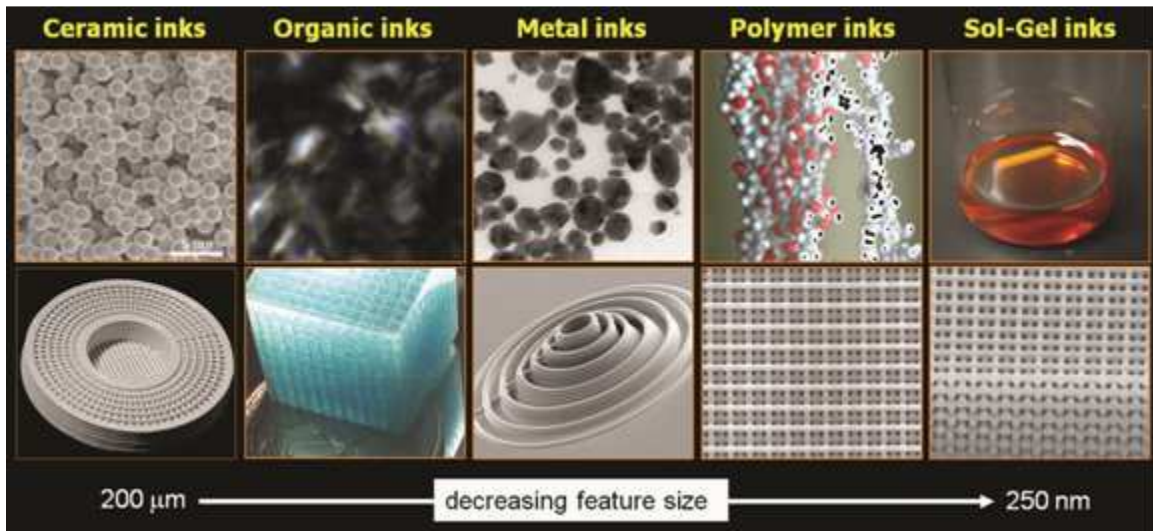 Ceramic inks
Organic inks
Metal inks
Polymer inks
Sol-Gel inks
200 μm
decreasing feature size
250 nm